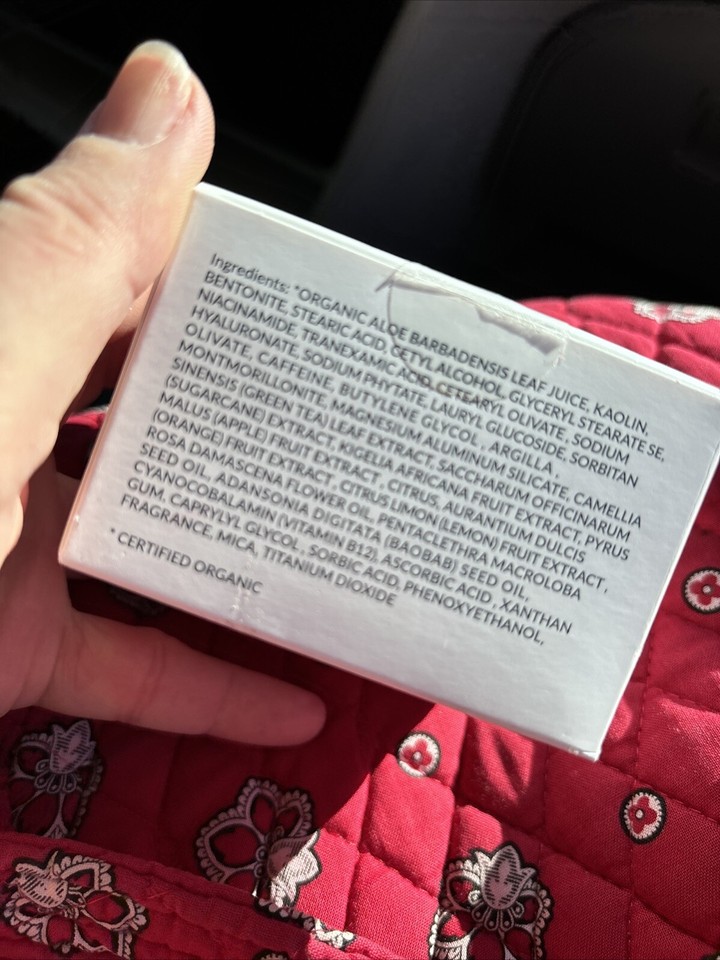 Ingredients: *ORGANIC ALOE BARBADENSIS LEAF JUICE, KAOLIN,
BENTONITE, STEARIC ACID, CETYL ALCOHOL, GLYCERYL STEARATE SE,
NIACINAMIDE, TRANEXAMIC ACID, CETEARYL OLIVATE, SODIUM
HYALURONATE, SODIUM PHYTATE, LAURYL GLUCOSIDE, SORBITAN
OLIVATE, CAFFEINE, BUTYLENE GLYCOL, ARGILLA,
MONTMORILLONITE, MAGNESIUM ALUMINUM SILICATE, CAMELLIA
SINENSIS (GREEN TEA) LEAF EXTRACT, SACCHARUM OFFICINARUM
(SUGARCANE) EXTRACT, KIGELIA AFRICANA FRUIT EXTRACT, PYRUS
MALUS (APPLE) FRUIT EXTRACT, CITRUS, AURANTIUM DULCIS
(ORANGE) FRUIT EXTRACT, CITRUS LIMON (LEMON) FRUIT EXTRACT,
ROSA DAMASCENA FLOWER OIL, PENTACLETHRA MACROLOBA
SEED OIL, ADANSONIA DIGITATA (BAOBAB) SEED OIL,
CYANOCOBALAMIN (VITAMIN B12), ASCORBIC ACID, XANTHAN
GUM, CAPRYLYL GLYCOL, SORBIC ACID, PHENOXYETHANOL,
FRAGRANCE, MICA, TITANIUM DIOXIDE
* CERTIFIED ORGANIC